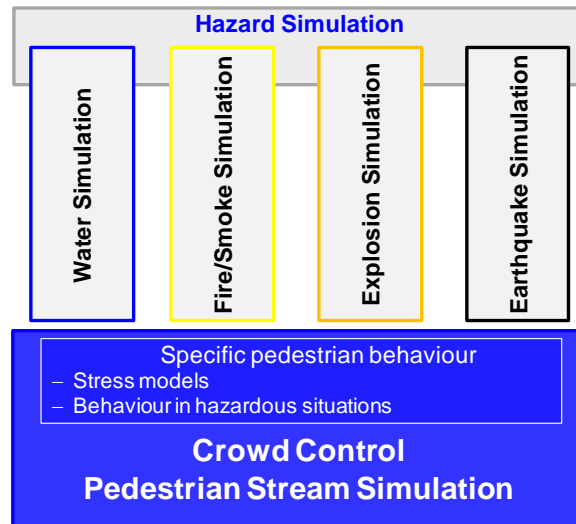 Hazard Simulation
Water Simulation
Fire/Smoke Simulation
Explosion Simulation
Earthquake Simulation
Specific pedestrian behaviour
– Stress models
– Behaviour in hazardous situations
Crowd Control
Pedestrian Stream Simulation